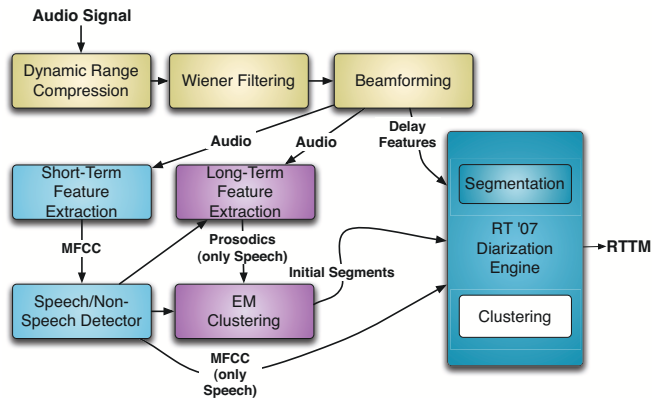 Audio Signal
Dynamic Range
Compression
Wiener Filtering
Beamforming
Audio
Audio
Delay
Features
Short-Term
Feature
Extraction
Long-Term
Feature
Extraction
Segmentation
MFCC
Prosodics
(only Speech)
RT '07
Diarization
Engine
RTTM
Initial Segments
Speech/Non-
Speech Detector
EM
Clustering
Clustering
MFCC
(only
Speech)